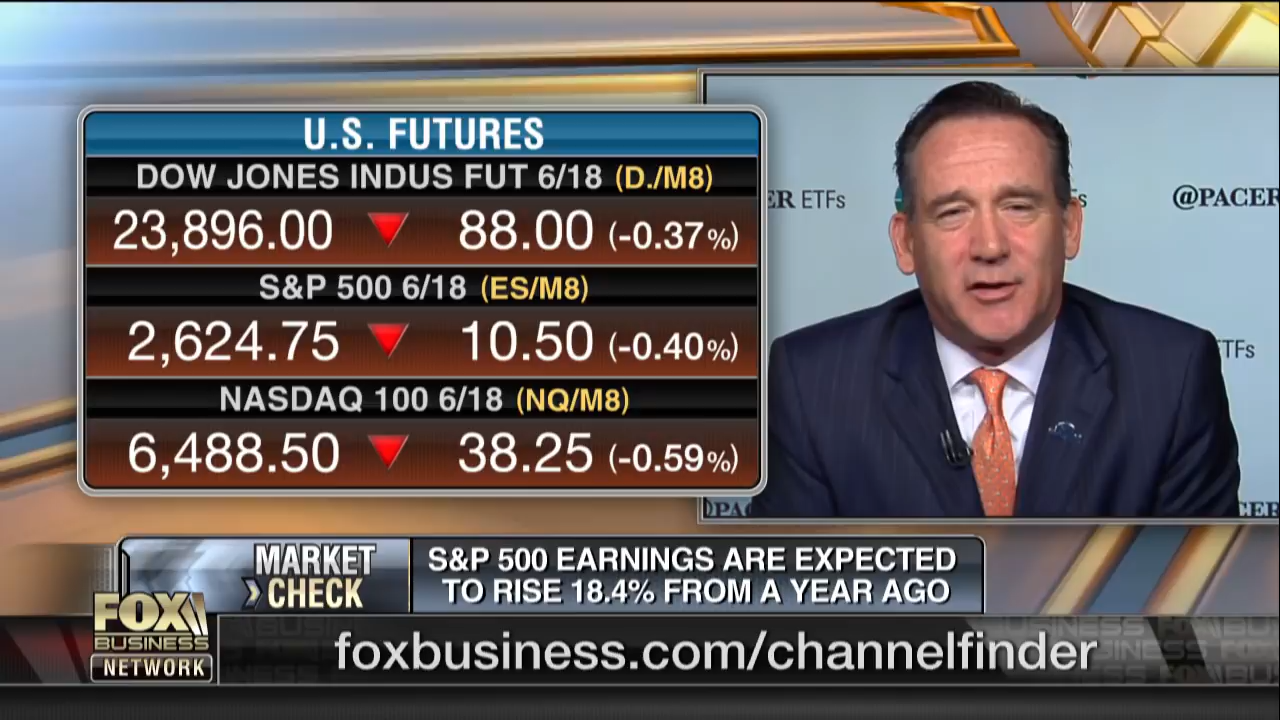 U.S. FUTURES
DOW JONES INDUS FUT 6/18 (D./M8)
23,896.00 ▼ 88.00 (-0.37%)
S&P 500 6/18 (ES/M8)
2,624.75 ▼ 10.50 (-0.40%)
NASDAQ 100 6/18 (NQ/M8)
6,488.50 ▼ 38.25 (-0.59%)
ER ETFs
@PACER
TFs
MARKET
CHECK
S&P 500 EARNINGS ARE EXPECTED
TO RISE 18.4% FROM A YEAR AGO
FOX
BUSINESS
NETWORK
foxbusiness.com/channelfinder